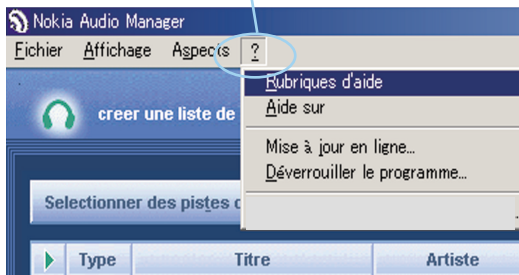 Nokia Audio Manager
Fichier Affichage Aspects ?
Rubriques d'aide
Aide sur
Mise à jour en ligne...
Déverrouiller le programme...
creer une liste de
Selectionner des pistes
Type Titre Artiste